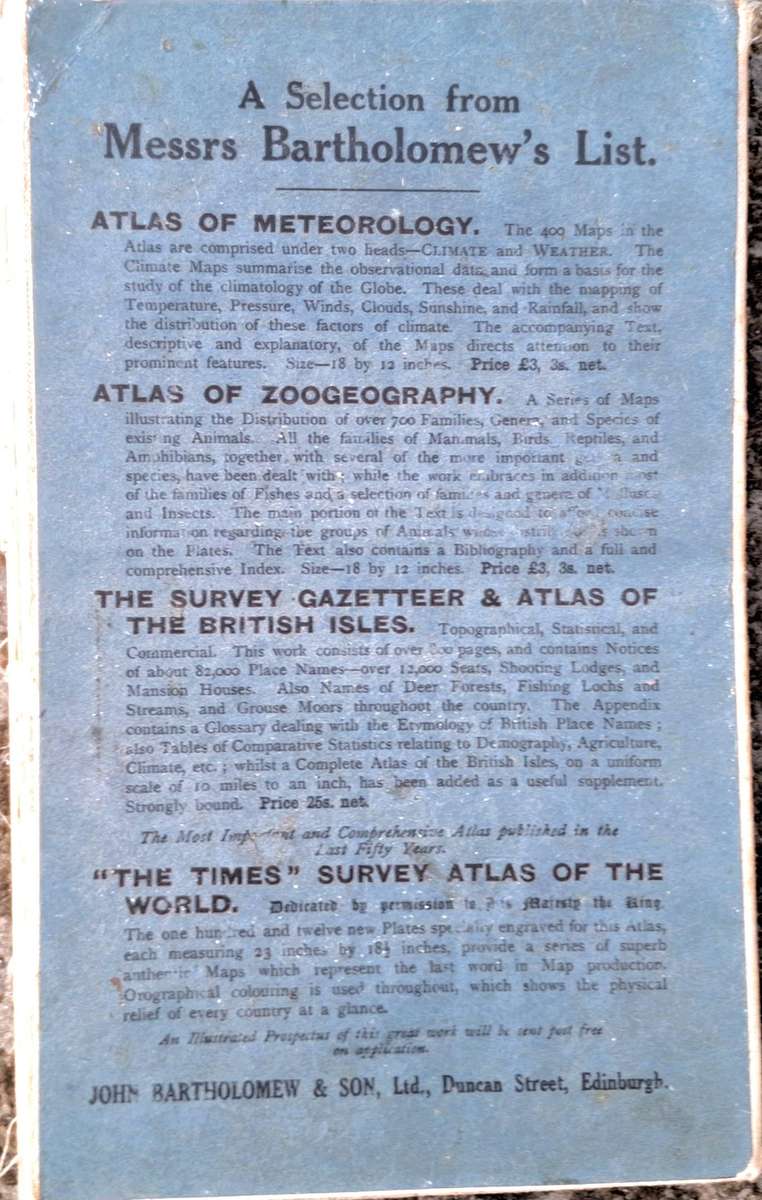 A Selection from
Messrs Bartholomew's List.
ATLAS OF METEOROLOGY. The 409 Maps in the
Atlas are comprised under two heads—CLIMATE and WEATHER. The
Climate Maps summarise the observational data, and form a basis for the
study of the climatology of the Globe. These deal with the mapping of
Temperature, Pressure, Winds, Clouds, Sunshine, and Rainfall, and show
the distribution of these factors of climate. The accompanying Text,
descriptive and explanatory, of the Maps directs attention to their
prominent features. Size—18 by 12 inches. Price £3, 3s. net.
ATLAS OF ZOOGEOGRAPHY. A Series of Maps
illustrating the Distribution of over 700 Families, Genera, and Species of
existing Animals. All the families of Mammals, Birds, Reptiles, and
Amphibians, together with several of the more important genera and
species, have been dealt with; while the work embraces in addition most
of the families of Fishes and a selection of families and genera of Mollusca
and Insects. The main portion of the Text is designed to afford concise
information regarding the groups of Animals whose shown
on the Plates. The Text also contains a Bibliography and a full and
comprehensive Index. Size—18 by 12 inches. Price £3, 3s. net.
THE SURVEY GAZETTEER & ATLAS OF
THE BRITISH ISLES. Topographical, Statistical, and
Commercial. This work consists of over pages, and contains Notices
of about 82,000 Place Names—over 12,000 Seats, Shooting Lodges, and
Mansion Houses. Also Names of Deer Forests, Fishing Lochs and
Streams, and Grouse Moors throughout the country. The Appendix
contains a Glossary dealing with the Etymology of British Place Names;
also Tables of Comparative Statistics relating to Demography, Agriculture,
Climate, etc.; whilst a Complete Atlas of the British Isles, on a uniform
scale of 10 miles to an inch, has been added as a useful supplement.
Strongly bound. Price 25s. net.
The Most Important and Comprehensive Atlas published in the
Last Fifty Years.
"THE TIMES" SURVEY ATLAS OF THE
WORLD. Dedicated by permission to His Majesty the King.
The one hundred and twelve new Plates specially engraved for this Atlas,
each measuring 23 inches by 18½ inches, provide a series of superb
authentic Maps which represent the last word in Map production.
Orographical colouring is used throughout, which shows the physical
relief of every country at a glance.
An Illustrated Prospectus of this great work will be sent post free
on application.
JOHN BARTHOLOMEW & SON, Ltd., Duncan Street, Edinburgh.